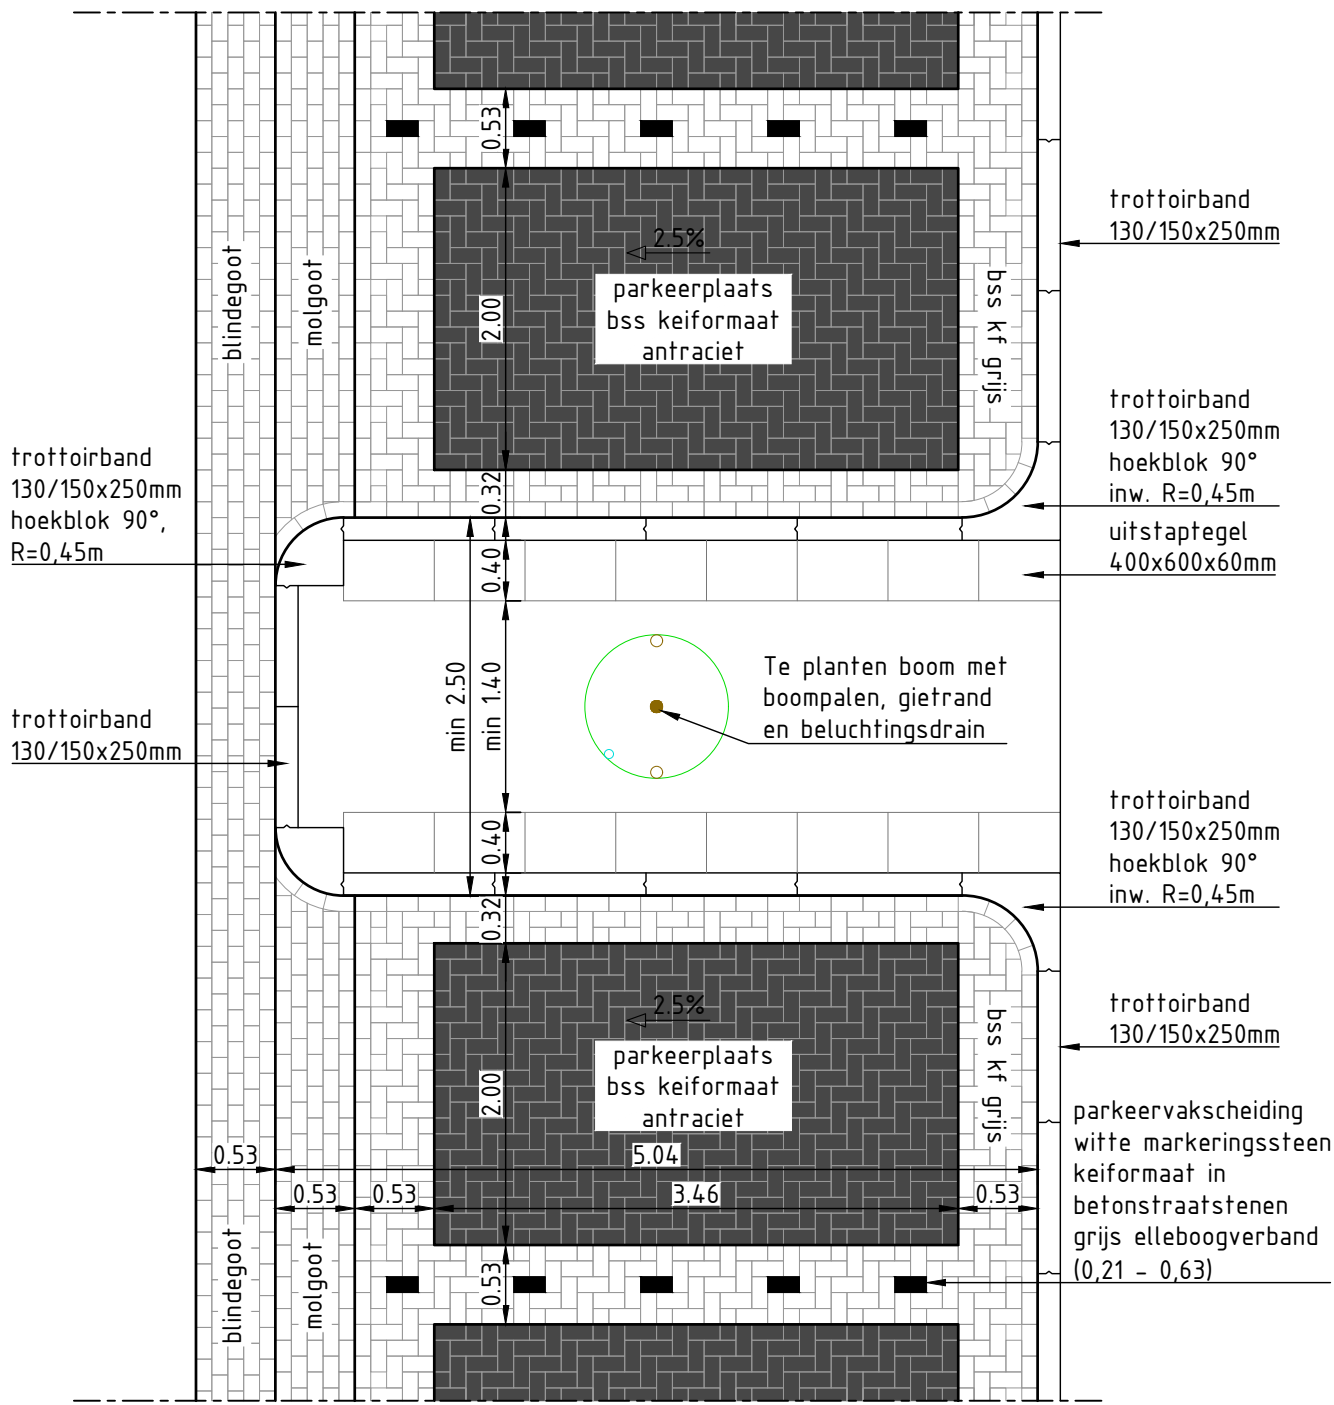 0.53
trottoirband
130/150x250mm
2.5%
blindegoot
molgoot
parkeerplaats
bss keiformaat
antraciet
2.00
bss kf grijs
trottoirband
130/150x250mm
hoekblok 90°
inw. R=0,45m
trottoirband
130/150x250mm
hoekblok 90°,
R=0,45m
0.32
uitstaptegel
400x600x60mm
0.40
min 2.50
min 1.40
Te planten boom met
boompalen, gietrand
en beluchtingsdrain
trottoirband
130/150x250mm
0.40
trottoirband
130/150x250mm
hoekblok 90°
inw. R=0,45m
0.32
2.5%
trottoirband
130/150x250mm
bss kf grijs
parkeerplaats
bss keiformaat
antraciet
2.00
parkeervakscheiding
witte markeringssteen
keiformaat in
betonstraatstenen
grijs elleboogverband
(0,21 - 0,63)
0.53
5.04
0.53
0.53
3.46
0.53
blindegoot
molgoot
0.53